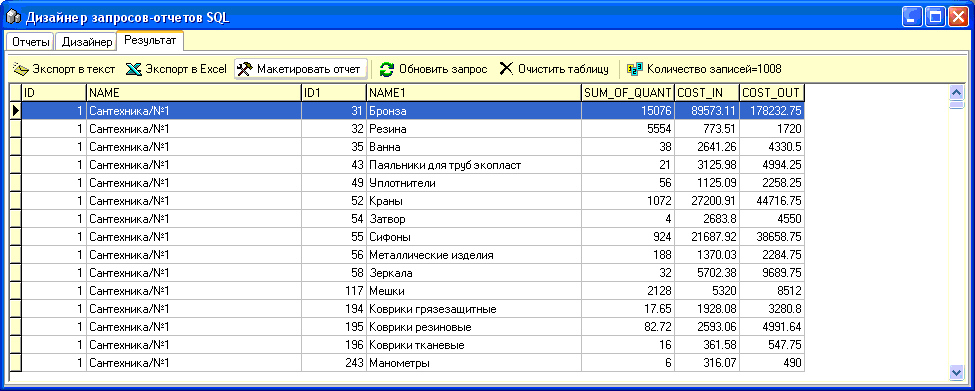 Дизайнер запросов-отчетов SQL
Отчеты Дизайнер Результат
Экспорт в текст Экспорт в Excel Макетировать отчет Обновить запрос Очистить таблицу Количество записей=1008
ID NAME ID1 NAME1 SUM_OF_QUANT COST_IN COST_OUT
1 Сантехника/№1 31 Бронза 15076 89573.11 178232.75
1 Сантехника/№1 32 Резина 5554 773.51 1720
1 Сантехника/№1 35 Ванна 38 2641.26 4330.5
1 Сантехника/№1 43 Паяльники для труб экопласт 21 3125.98 4994.25
1 Сантехника/№1 49 Уплотнители 56 1125.09 2258.25
1 Сантехника/№1 52 Краны 1072 27200.91 44716.75
1 Сантехника/№1 54 Затвор 4 2683.8 4550
1 Сантехника/№1 55 Сифоны 924 21687.92 38658.75
1 Сантехника/№1 56 Металлические изделия 188 1370.03 2284.75
1 Сантехника/№1 58 Зеркала 32 5702.38 9689.75
1 Сантехника/№1 117 Мешки 2128 5320 8512
1 Сантехника/№1 194 Коврики грязезащитные 17.65 1928.08 3280.8
1 Сантехника/№1 195 Коврики резиновые 82.72 2593.06 4991.64
1 Сантехника/№1 196 Коврики тканевые 16 361.58 547.75
1 Сантехника/№1 243 Манометры 6 316.07 490